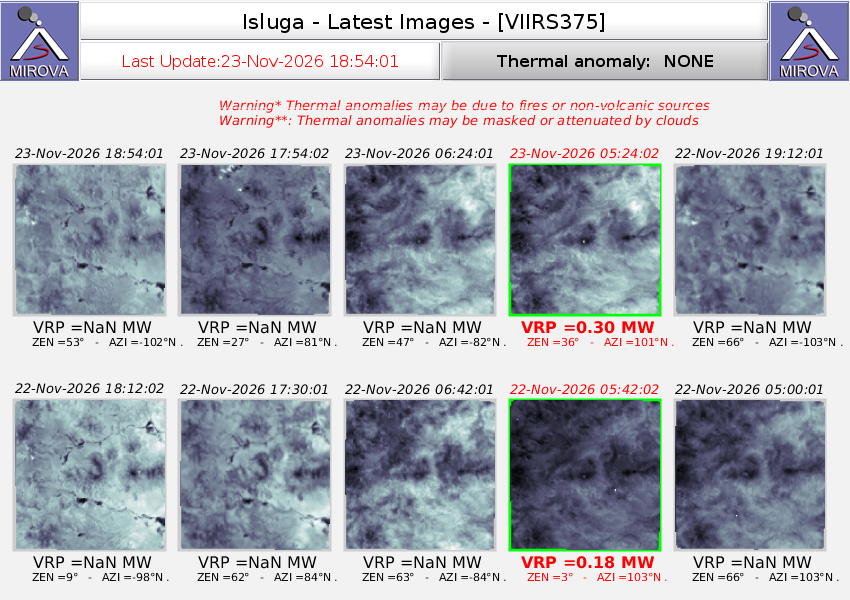 MIROVA
Isluga - Latest Images - [VIIRS375]
MIROVA
Last Update:23-Nov-2026 18:54:01
Thermal anomaly: NONE
Warning* Thermal anomalies may be due to fires or non-volcanic sources
Warning**: Thermal anomalies may be masked or attenuated by clouds
23-Nov-2026 18:54:01 23-Nov-2026 17:54:02 23-Nov-2026 06:24:01 23-Nov-2026 05:24:02 22-Nov-2026 19:12:01
VRP =NaN MW VRP =NaN MW VRP =NaN MW VRP =0.30 MW VRP =NaN MW
ZEN =53° - AZI =-102°N . ZEN =27° - AZI =81°N . ZEN =47° - AZI =-82°N . ZEN =36° - AZI =101°N . ZEN =66° - AZI =-103°N .
22-Nov-2026 18:12:02 22-Nov-2026 17:30:01 22-Nov-2026 06:42:01 22-Nov-2026 05:42:02 22-Nov-2026 05:00:01
VRP =NaN MW VRP =NaN MW VRP =NaN MW VRP =0.18 MW VRP =NaN MW
ZEN =9° - AZI =-98°N . ZEN =62° - AZI =84°N . ZEN =63° - AZI =-84°N . ZEN =3° - AZI =103°N . ZEN =66° - AZI =103°N .